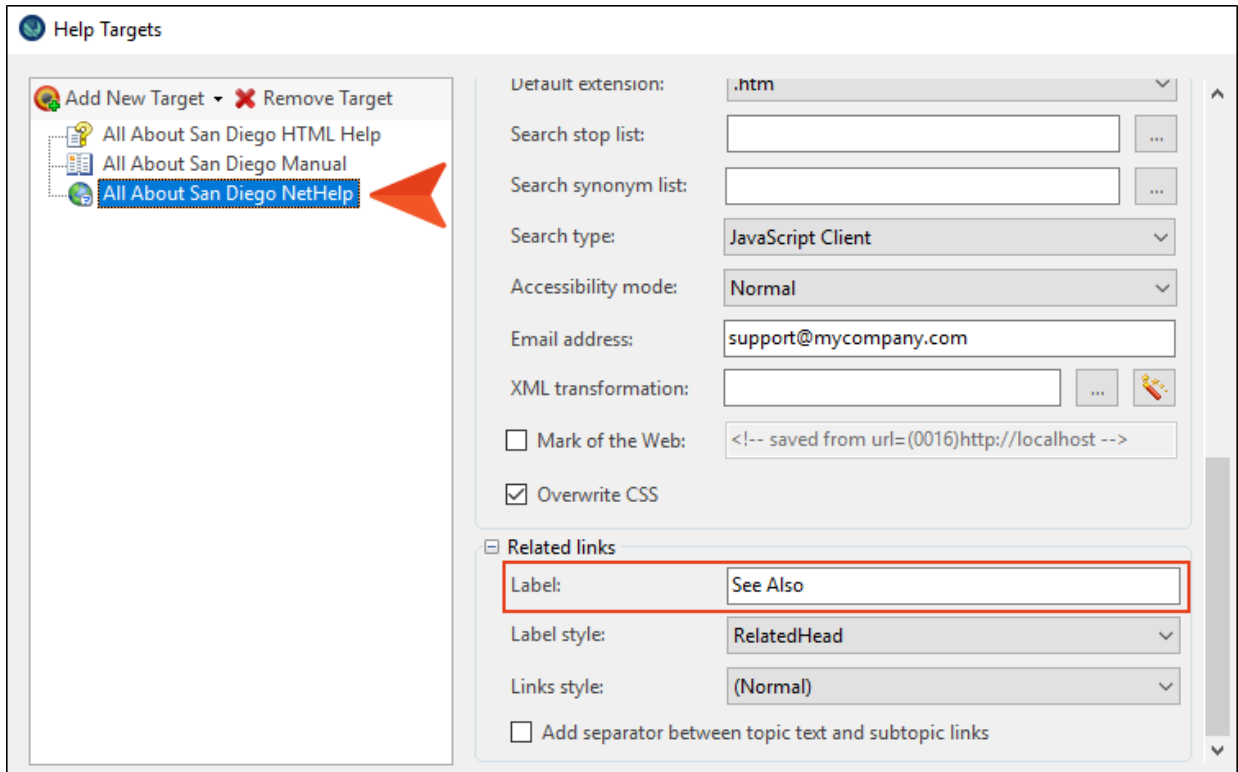 Help Targets
Add New Target
Remove Target
All About San Diego HTML Help
All About San Diego Manual
All About San Diego NetHelp
Default extension: .htm
Search stop list: ...
Search synonym list: ...
Search type: JavaScript Client
Accessibility mode: Normal
Email address: support@mycompany.com
XML transformation: ...
Mark of the Web: <!-- saved from url=(0016)http://localhost -->
Overwrite CSS
Related links
Label: See Also
Label style: RelatedHead
Links style: (Normal)
Add separator between topic text and subtopic links